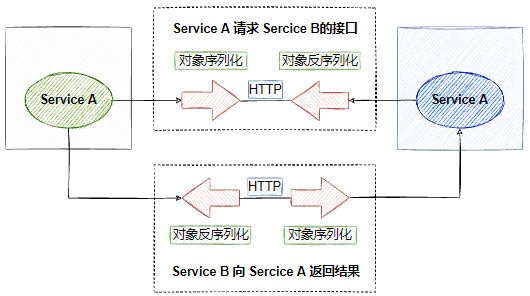 Service A 请求 Sercice B的接口
对象序列化
对象反序列化
HTTP
Service A
Service A
HTTP
对象反序列化
对象序列化
Service B 向 Sercice A 返回结果